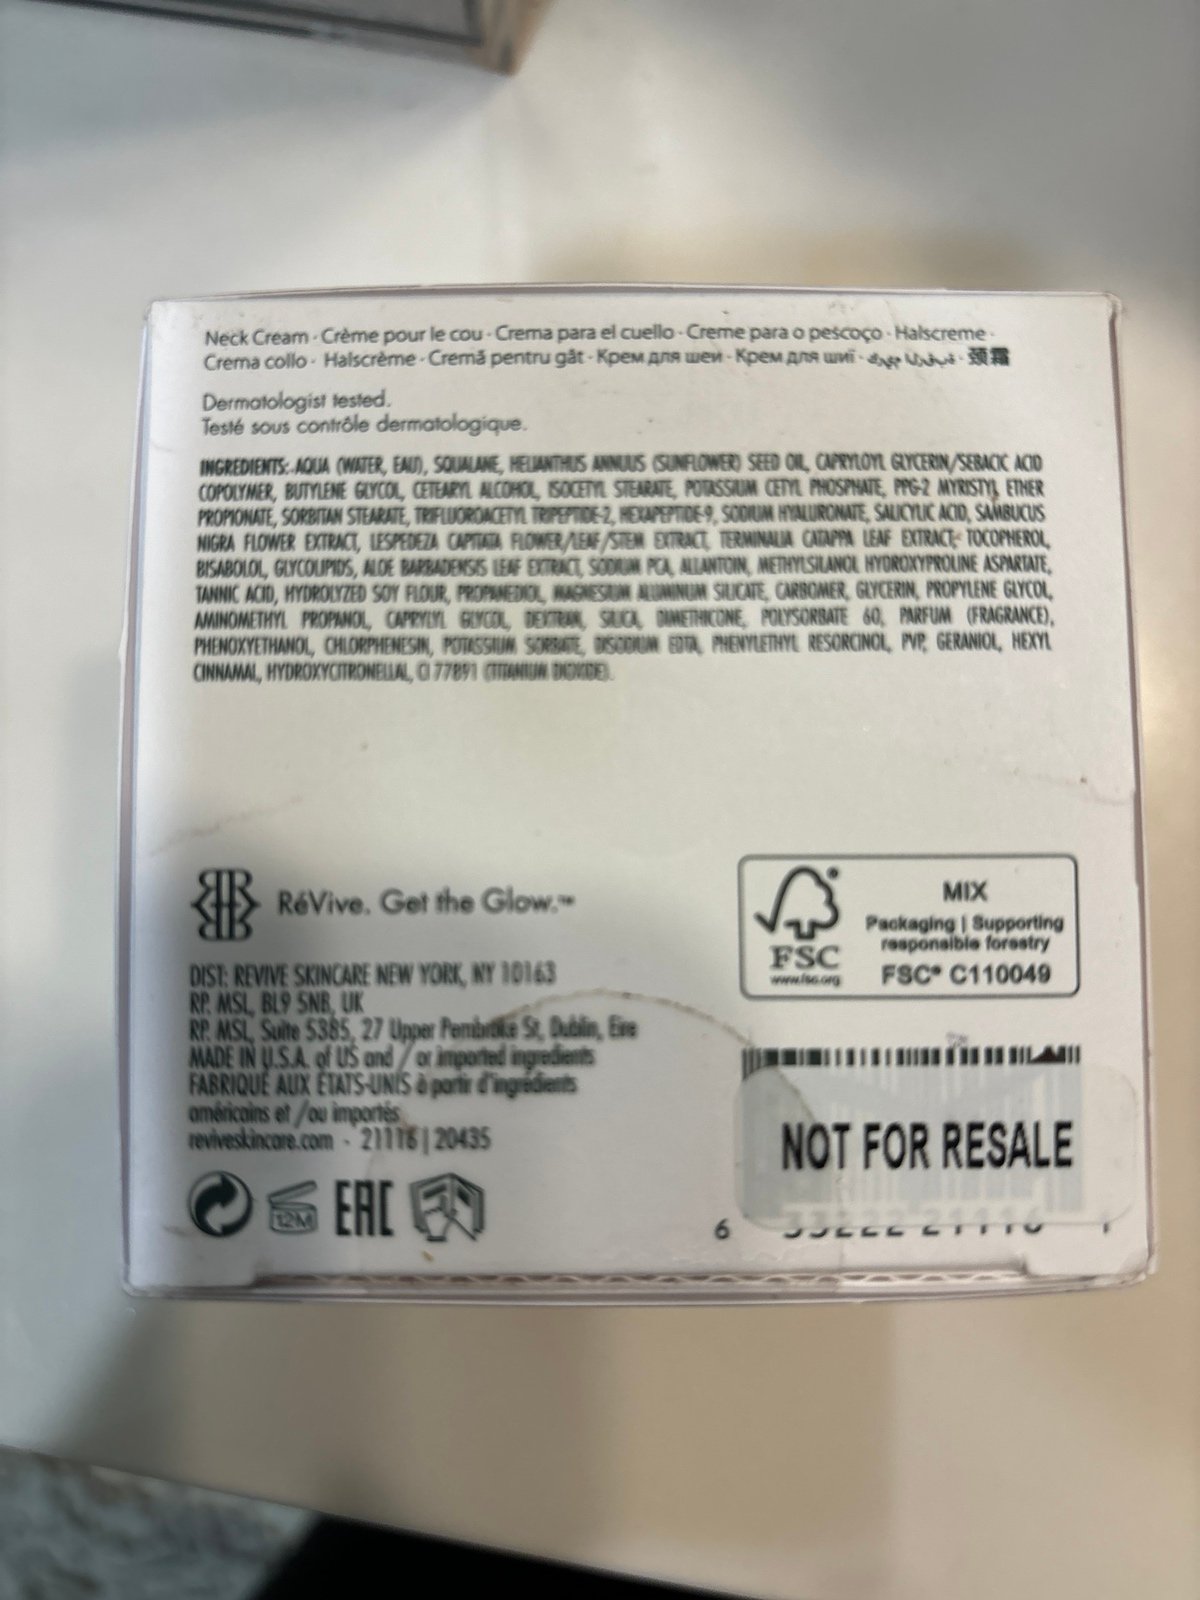 Neck Cream · Crème pour le cou · Crema para el cuello · Creme para o pescoço · Halscreme ·
Crema collo · Halscrème · Cremă pentru gât · Крем для шеи · Крем для шиї · · 颈霜
Dermatologist tested.
Testé sous contrôle dermatologique.
INGREDIENTS: AQUA (WATER, EAU), SQUALANE, HELIANTHUS ANNUUS (SUNFLOWER) SEED OIL, CAPRYLOYL GLYCERIN/SEBACIC ACID
COPOLYMER, BUTYLENE GLYCOL, CETEARYL ALCOHOL, ISOCETYL STEARATE, POTASSIUM CETYL PHOSPHATE, PPG-2 MYRISTYL ETHER
PROPIONATE, SORBITAN STEARATE, TRIFLUOROACETYL TRIPEPTIDE-2, HEXAPEPTIDE-9, SODIUM HYALURONATE, SALICYLIC ACID, SAMBUCUS
NIGRA FLOWER EXTRACT, LESPEDEZA CAPITATA FLOWER/LEAF/STEM EXTRACT, TERMINALIA CATAPPA LEAF EXTRACT, TOCOPHEROL,
BISABOLOL, GLYCOLIPIDS, ALOE BARBADENSIS LEAF EXTRACT, SODIUM PCA, ALLANTOIN, METHYLSILANOL HYDROXYPROLINE ASPARTATE,
TANNIC ACID, HYDROLYZED SOY FLOUR, PROPANEDIOL, MAGNESIUM ALUMINUM SILICATE, CARBOMER, GLYCERIN, PROPYLENE GLYCOL,
AMINOMETHYL PROPANOL, CAPRYLYL GLYCOL, DEXTRAN, SILICA, DIMETHICONE, POLYSORBATE 60, PARFUM (FRAGRANCE),
PHENOXYETHANOL, CHLORPHENESIN, POTASSIUM SORBATE, DISODIUM EDTA, PHENYLETHYL RESORCINOL, PVP, GERANIOL, HEXYL
CINNAMAL, HYDROXYCITRONELLAL, CI 77891 (TITANIUM DIOXIDE).
RéVive. Get the Glow.™
DIST: REVIVE SKINCARE NEW YORK, NY 10163
RP. MSL, BL9 5NB, UK
RP. MSL, Suite 5385, 27 Upper Pembroke St, Dublin, Eire
MADE IN U.S.A. of US and / or imported ingredients
FABRIQUÉ AUX ÉTATS-UNIS à partir d'ingrédients
américains et /ou importés
reviveskincare.com · 21116 | 20435
12M
EAC
FSC
www.fsc.org
MIX
Packaging | Supporting
responsible forestry
FSC® C110049
NOT FOR RESALE
6